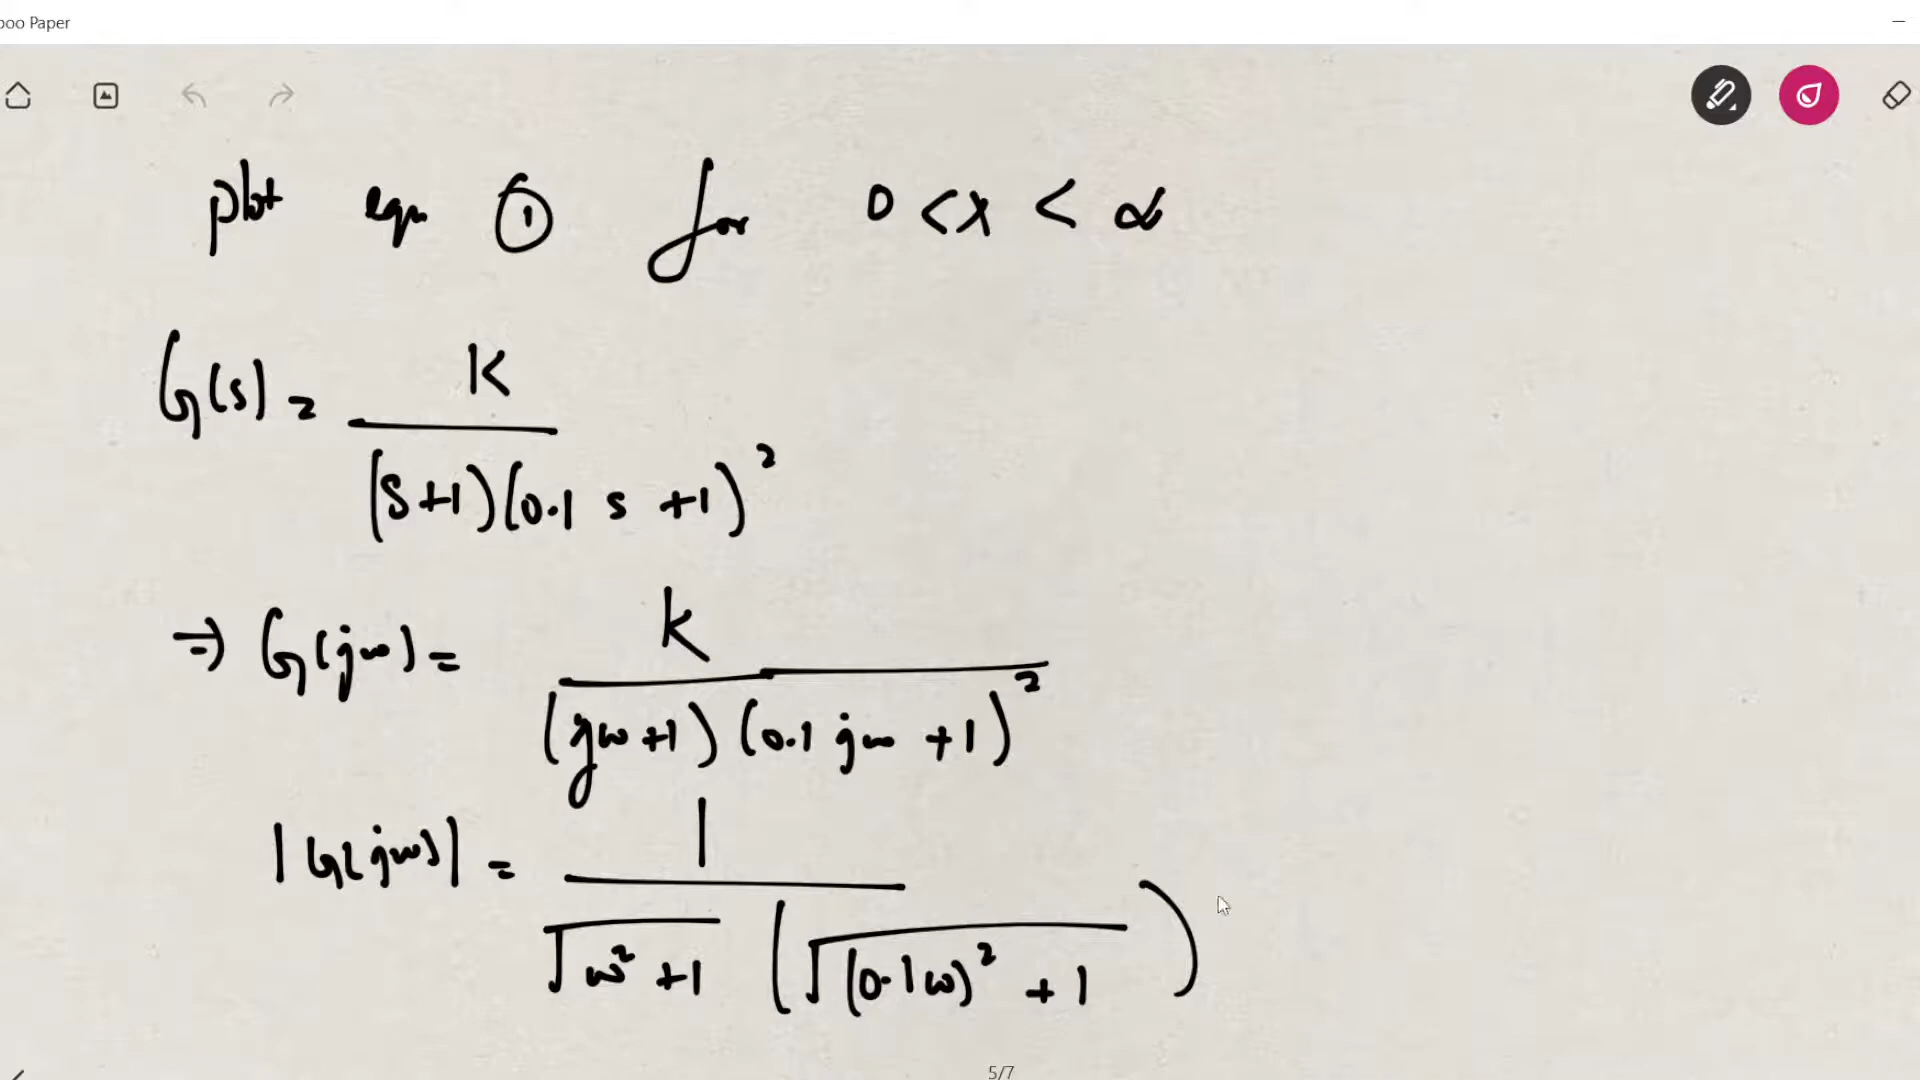 boo Paper
plot eqn ① for 0 < x < α
G(s) = K / (s+1)(0.1 s +1)²
⇒ G(jω) = K / (jω+1)(0.1 jω +1)²
|G(jω)| = 1 / √ω² +1 (√(0.1ω)² + 1)
5/7